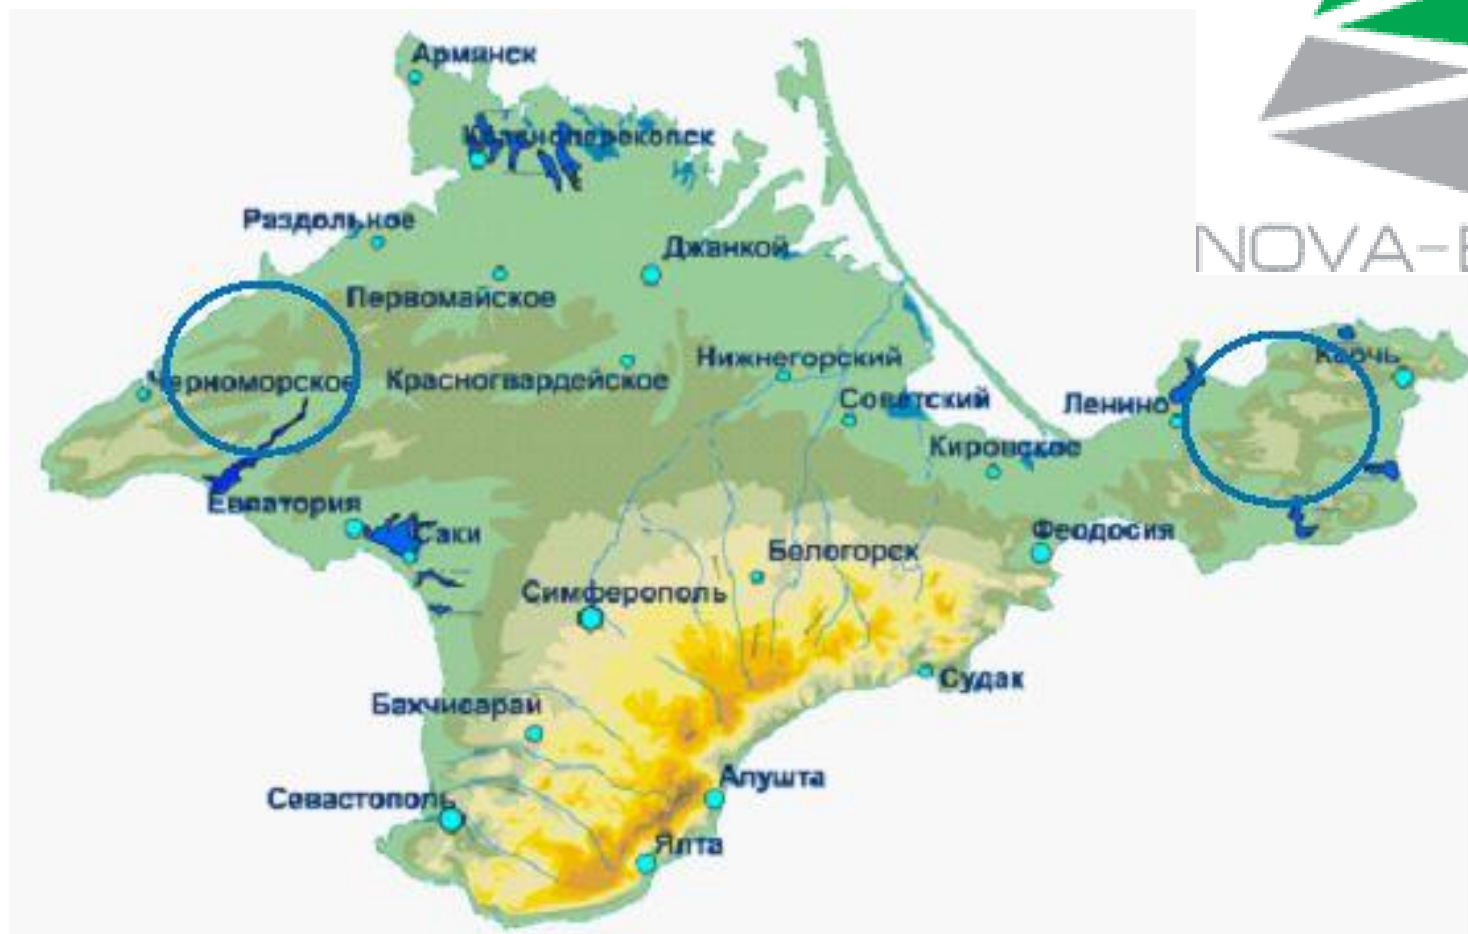 Армянск
Красноперекопск
Раздольное
Джанкой
Первомайское
Нижнегорский
Керчь
Черноморское
Красногвардейское
Советский
Ленино
Кировское
Евпатория
Саки
Феодосия
Белогорск
Симферополь
Судак
Бахчисарай
Алушта
Севастополь
Ялта
NOVA-